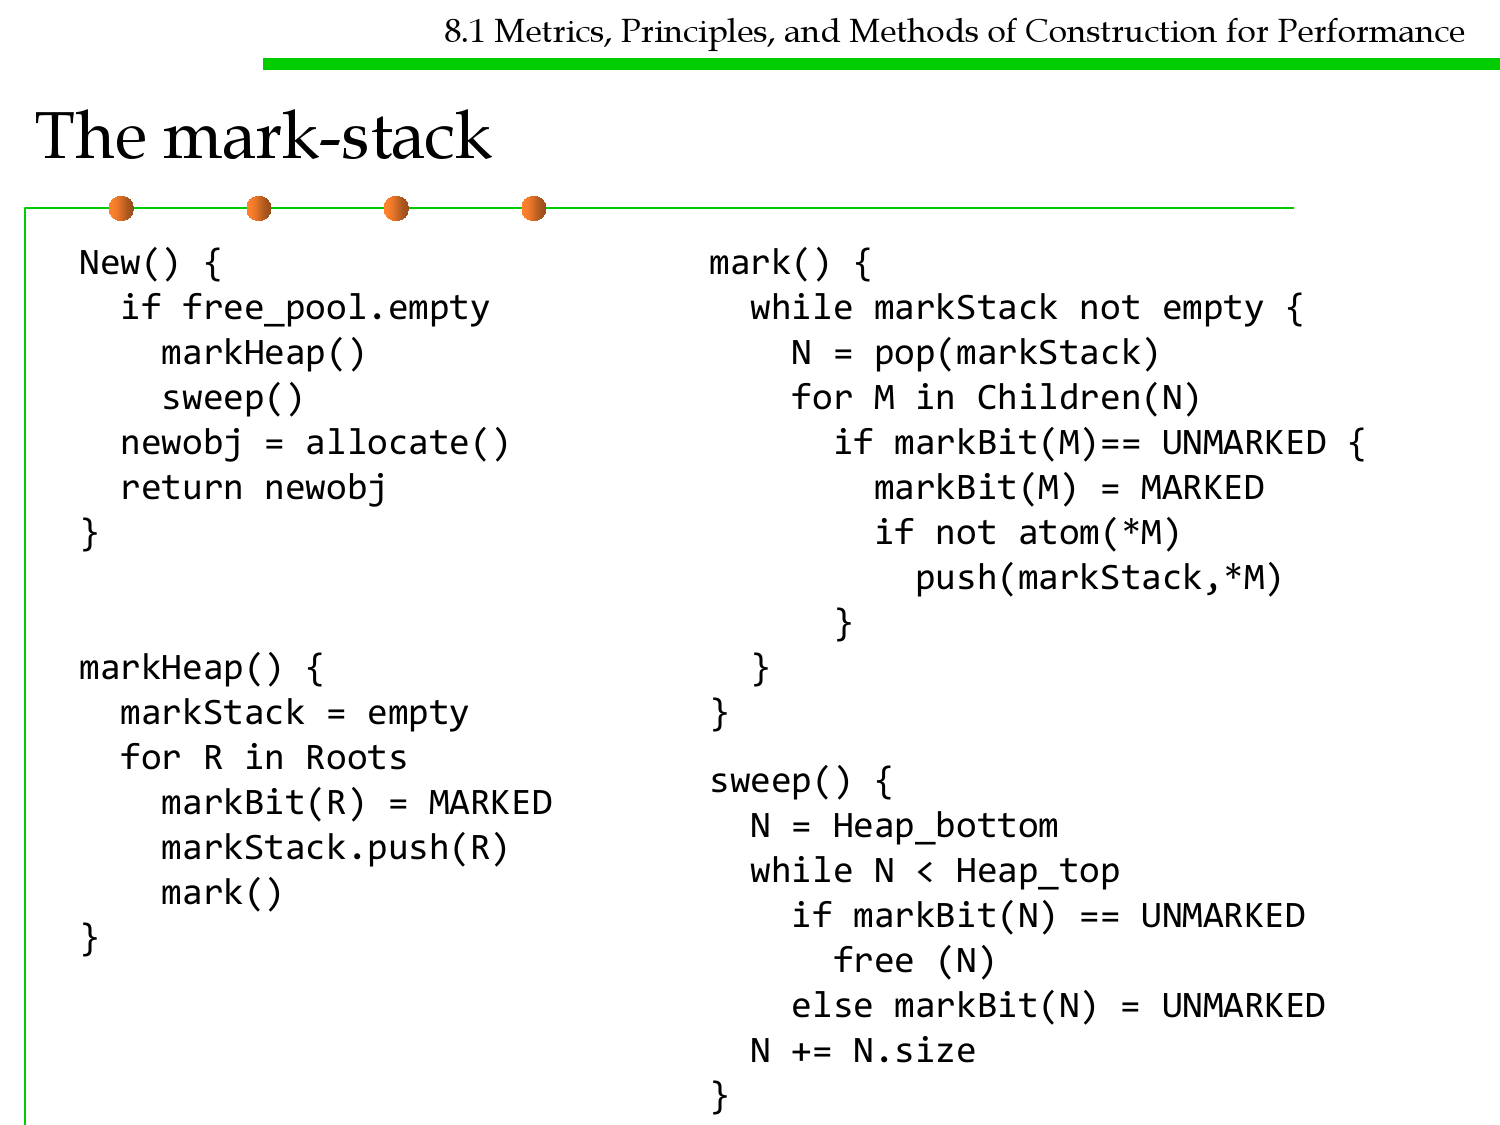 8.1 Metrics, Principles, and Methods of Construction for Performance
The mark-stack
New() {
  if free_pool.empty
    markHeap()
    sweep()
  newobj = allocate()
  return newobj
}
markHeap() {
  markStack = empty
  for R in Roots
    markBit(R) = MARKED
    markStack.push(R)
    mark()
}
mark() {
  while markStack not empty {
    N = pop(markStack)
    for M in Children(N)
      if markBit(M)== UNMARKED {
        markBit(M) = MARKED
        if not atom(*M)
          push(markStack,*M)
      }
  }
}
sweep() {
  N = Heap_bottom
  while N < Heap_top
    if markBit(N) == UNMARKED
      free (N)
    else markBit(N) = UNMARKED
  N += N.size
}